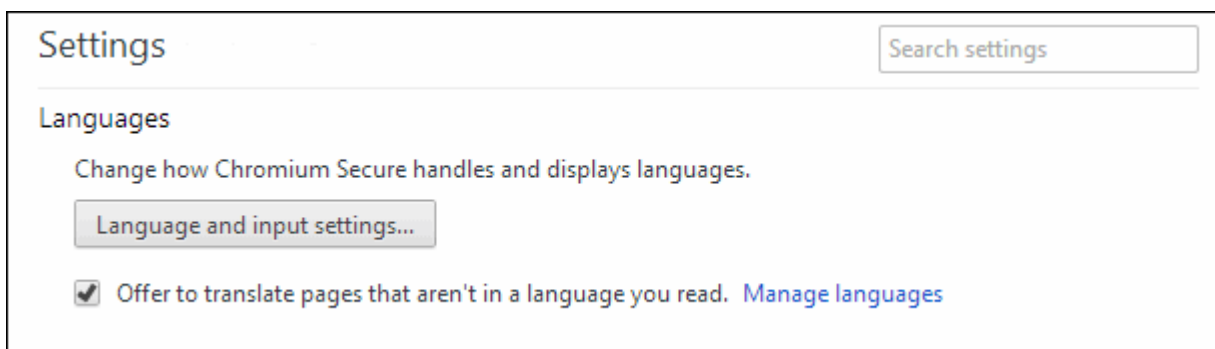 Settings
Search settings
Languages
Change how Chromium Secure handles and displays languages.
Language and input settings...
Offer to translate pages that aren't in a language you read. Manage languages